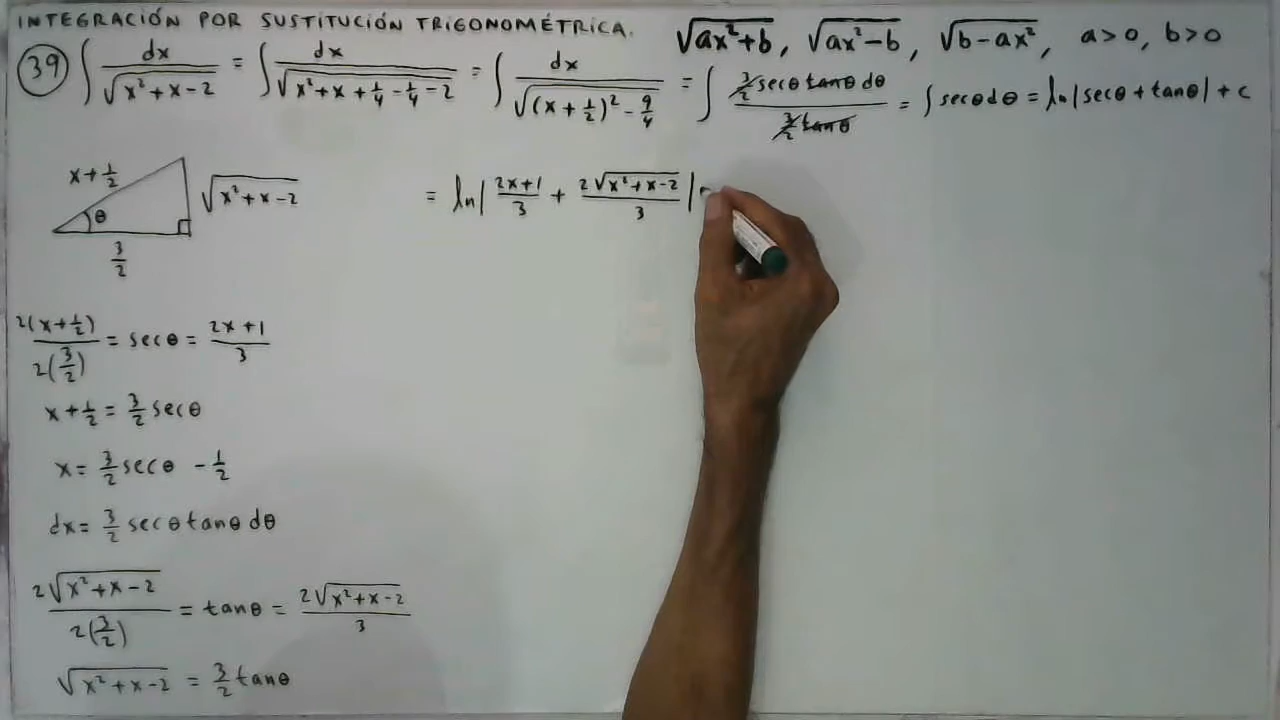 INTEGRACIÓN POR SUSTITUCIÓN TRIGONOMÉTRICA. √(ax²+b), √(ax²−b), √(b−ax²), a>0, b>0
39 ∫ dx/√(x²+x−2) = ∫ dx/√(x²+x+1/4−1/4−2) = ∫ dx/√((x+1/2)²−9/4) = ∫ (3/2 secθ tanθ dθ)/(3/2 tanθ) = ∫ secθ dθ = ln|secθ + tanθ| + c
x+1/2
√(x²+x−2)
θ
3/2
= ln| (2x+1)/3 + 2√(x²+x−2)/3 |
2(x+1/2)/2(3/2) = secθ = (2x+1)/3
x+1/2 = 3/2 secθ
x = 3/2 secθ − 1/2
dx = 3/2 secθ tanθ dθ
2√(x²+x−2)/2(3/2) = tanθ = 2√(x²+x−2)/3
√(x²+x−2) = 3/2 tanθ